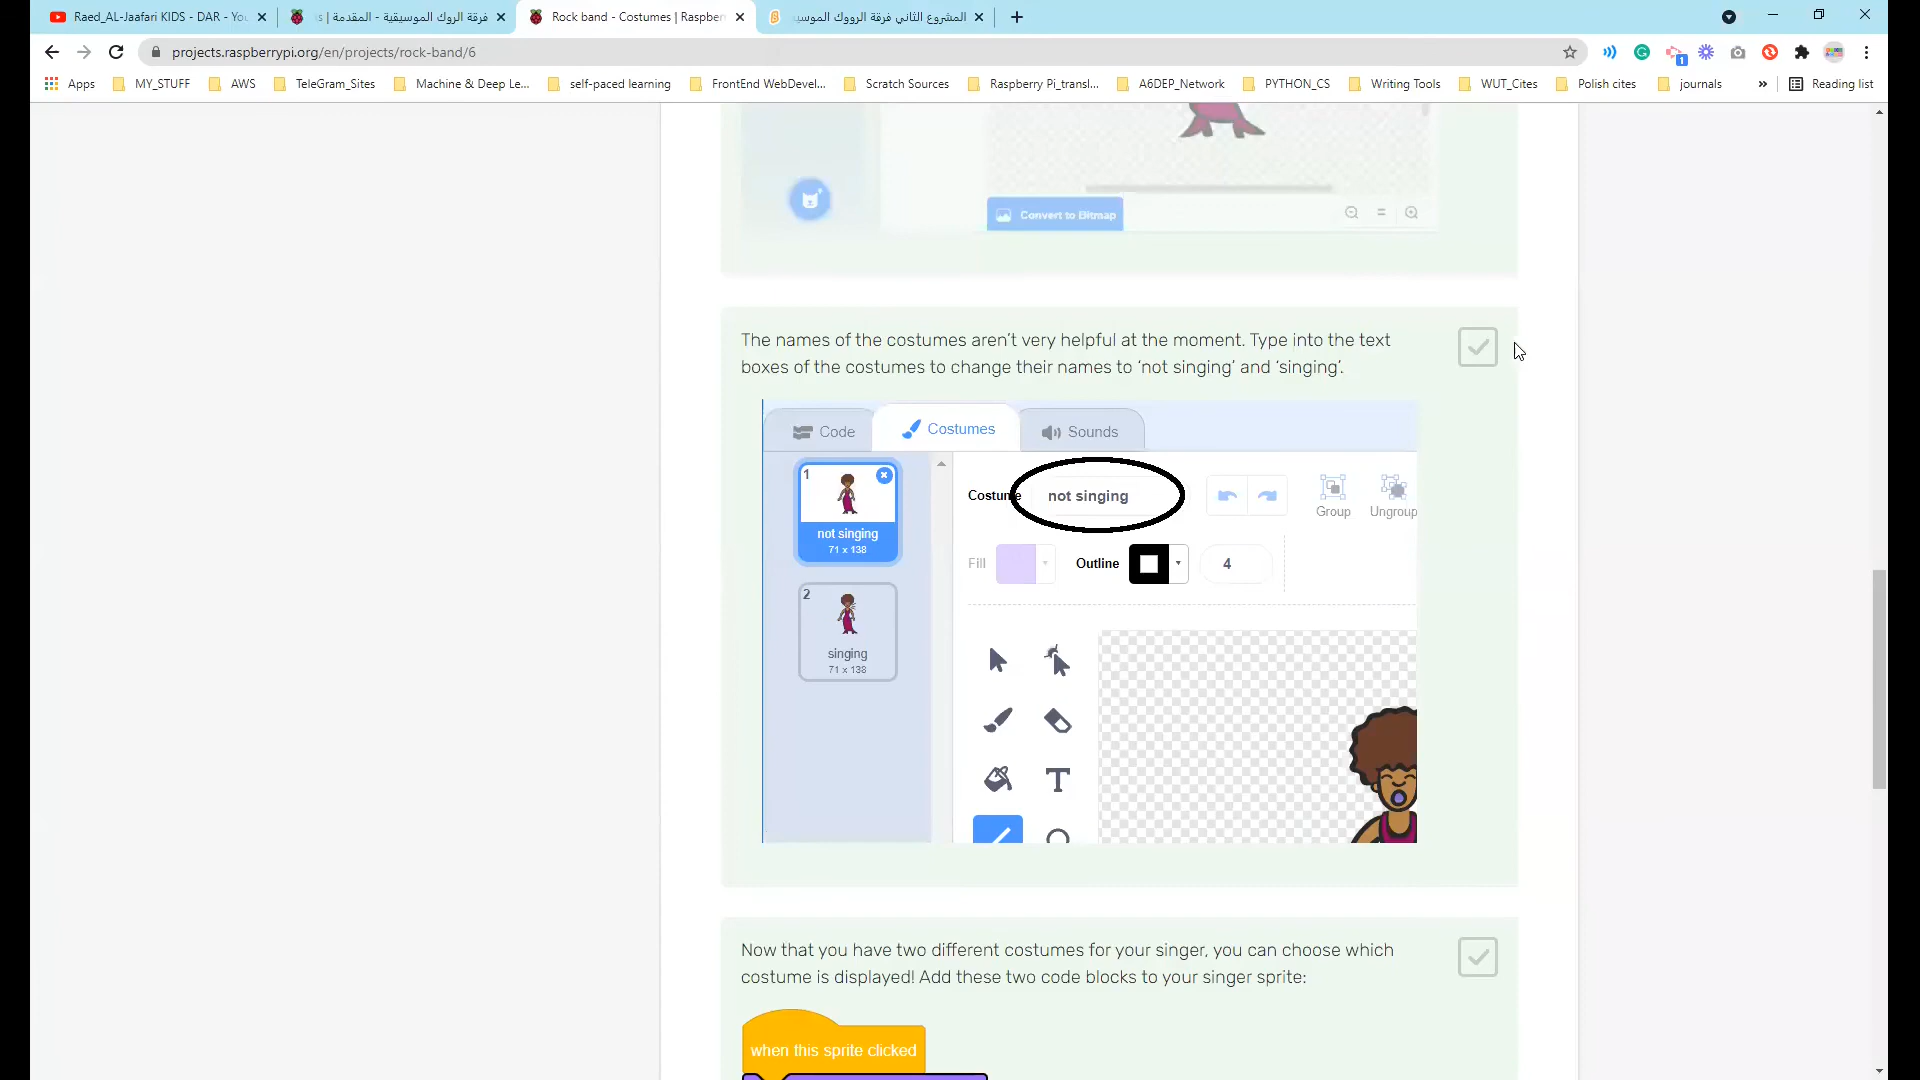 Raed_AL-Jaafari KIDS - DAR - You
فرقة الروك الموسيقية - المقدمة |
Rock band - Costumes | Raspber
المشروع الثاني فرقة الرووك الموسي
projects.raspberrypi.org/en/projects/rock-band/6
1
Apps
MY_STUFF
AWS
TeleGram_Sites
Machine & Deep Le...
self-paced learning
FrontEnd WebDevel...
Scratch Sources
Raspberry Pi_transl...
A6DEP_Network
PYTHON_CS
Writing Tools
WUT_Cites
Polish cites
journals
»
Reading list
Convert to Bitmap
The names of the costumes aren't very helpful at the moment. Type into the text
boxes of the costumes to change their names to ‘not singing’ and ‘singing’.
Code
Costumes
Sounds
1
not singing
71 x 138
2
singing
71 x 138
Costume
not singing
Group
Ungroup
Fill
Outline
4
T
Now that you have two different costumes for your singer, you can choose which
costume is displayed! Add these two code blocks to your singer sprite:
when this sprite clicked